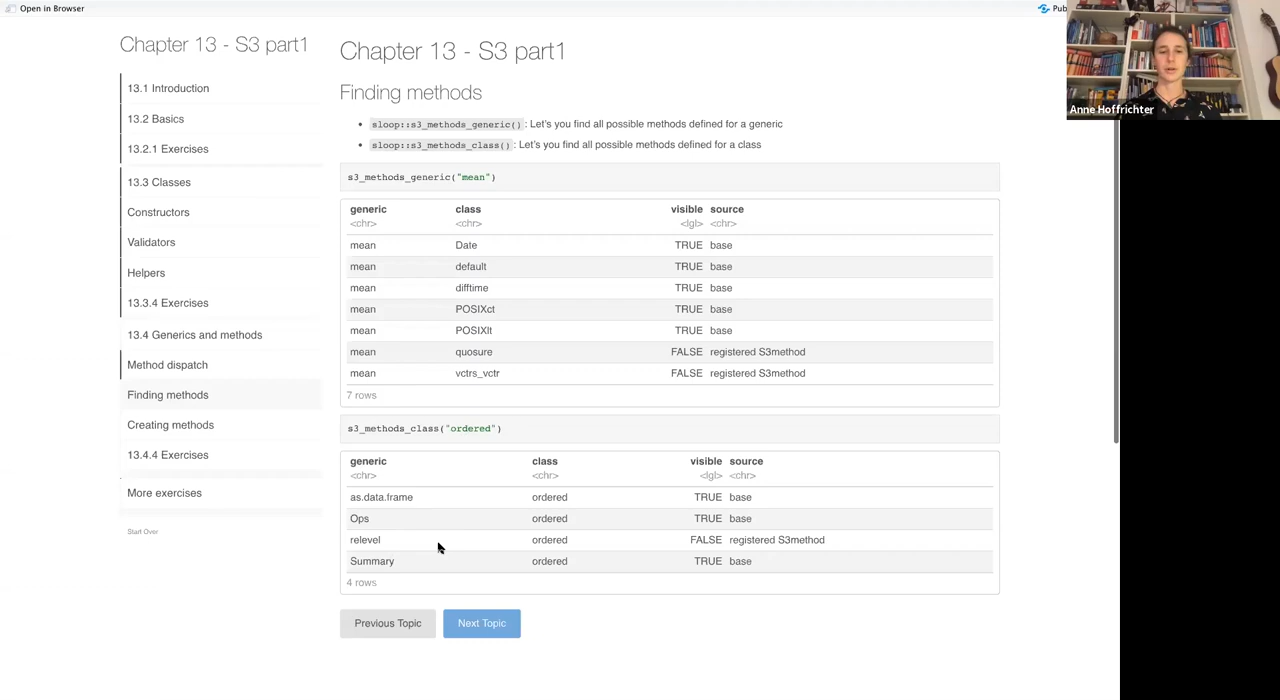 Open in Browser
Pub
Anne Hoffrichter
Chapter 13 - S3 part1
13.1 Introduction
13.2 Basics
13.2.1 Exercises
13.3 Classes
Constructors
Validators
Helpers
13.3.4 Exercises
13.4 Generics and methods
Method dispatch
Finding methods
Creating methods
13.4.4 Exercises
More exercises
Start Over
Chapter 13 - S3 part1
Finding methods
sloop::s3_methods_generic() : Let's you find all possible methods defined for a generic
sloop::s3_methods_class() : Let's you find all possible methods defined for a class
s3_methods_generic("mean")
generic class visible source
<chr> <chr> <lgl> <chr>
mean Date TRUE base
mean default TRUE base
mean difftime TRUE base
mean POSIXct TRUE base
mean POSIXlt TRUE base
mean quosure FALSE registered S3method
mean vctrs_vctr FALSE registered S3method
7 rows
s3_methods_class("ordered")
generic class visible source
<chr> <chr> <lgl> <chr>
as.data.frame ordered TRUE base
Ops ordered TRUE base
relevel ordered FALSE registered S3method
Summary ordered TRUE base
4 rows
Previous Topic Next Topic